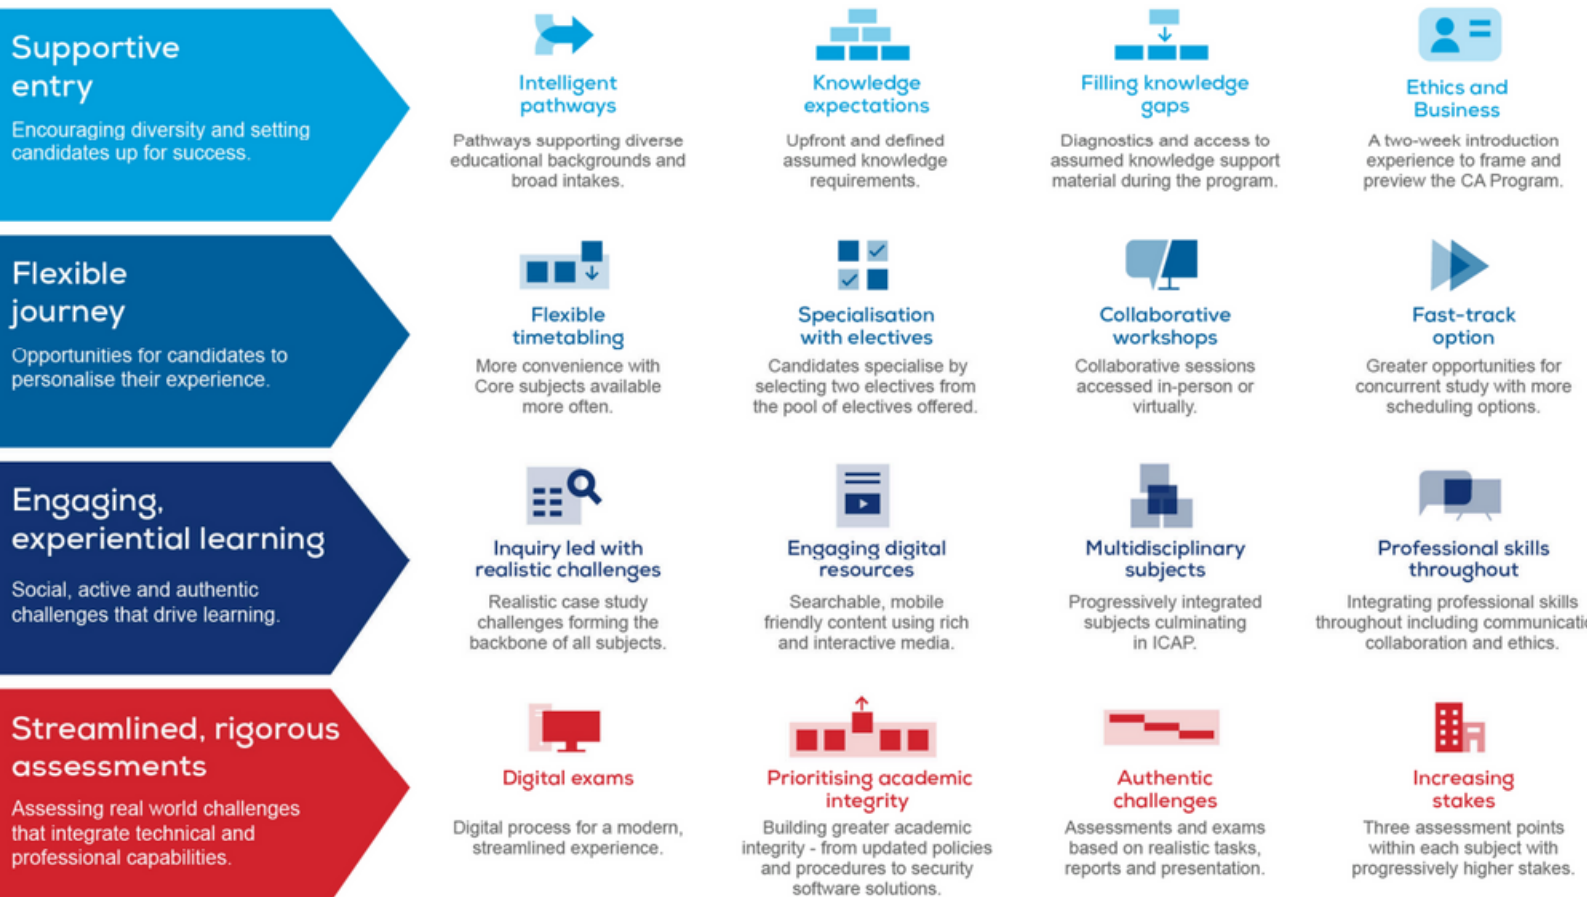 Supportive
entry
Encouraging diversity and setting
candidates up for success.
Intelligent
pathways
Pathways supporting diverse
educational backgrounds and
broad intakes.
Knowledge
expectations
Upfront and defined
assumed knowledge
requirements.
Filling knowledge
gaps
Diagnostics and access to
assumed knowledge support
material during the program.
Ethics and
Business
A two-week introduction
experience to frame and
preview the CA Program.
Flexible
journey
Opportunities for candidates to
personalise their experience.
Flexible
timetabling
More convenience with
Core subjects available
more often.
Specialisation
with electives
Candidates specialise by
selecting two electives from
the pool of electives offered.
Collaborative
workshops
Collaborative sessions
accessed in-person or
virtually.
Fast-track
option
Greater opportunities for
concurrent study with more
scheduling options.
Engaging,
experiential learning
Social, active and authentic
challenges that drive learning.
Inquiry led with
realistic challenges
Realistic case study
challenges forming the
backbone of all subjects.
Engaging digital
resources
Searchable, mobile
friendly content using rich
and interactive media.
Multidisciplinary
subjects
Progressively integrated
subjects culminating
in ICAP.
Professional skills
throughout
Integrating professional skills
throughout including
collaboration and ethics.
Streamlined, rigorous
assessments
Assessing real world challenges
that integrate technical and
professional capabilities.
Digital exams
Digital process for a modern,
streamlined experience.
Prioritising academic
integrity
Building greater academic
integrity - from updated policies
and procedures to security
software solutions.
Authentic
challenges
Assessments and exams
based on realistic tasks,
reports and presentation.
Increasing
stakes
Three assessment points
within each subject with
progressively higher stakes.